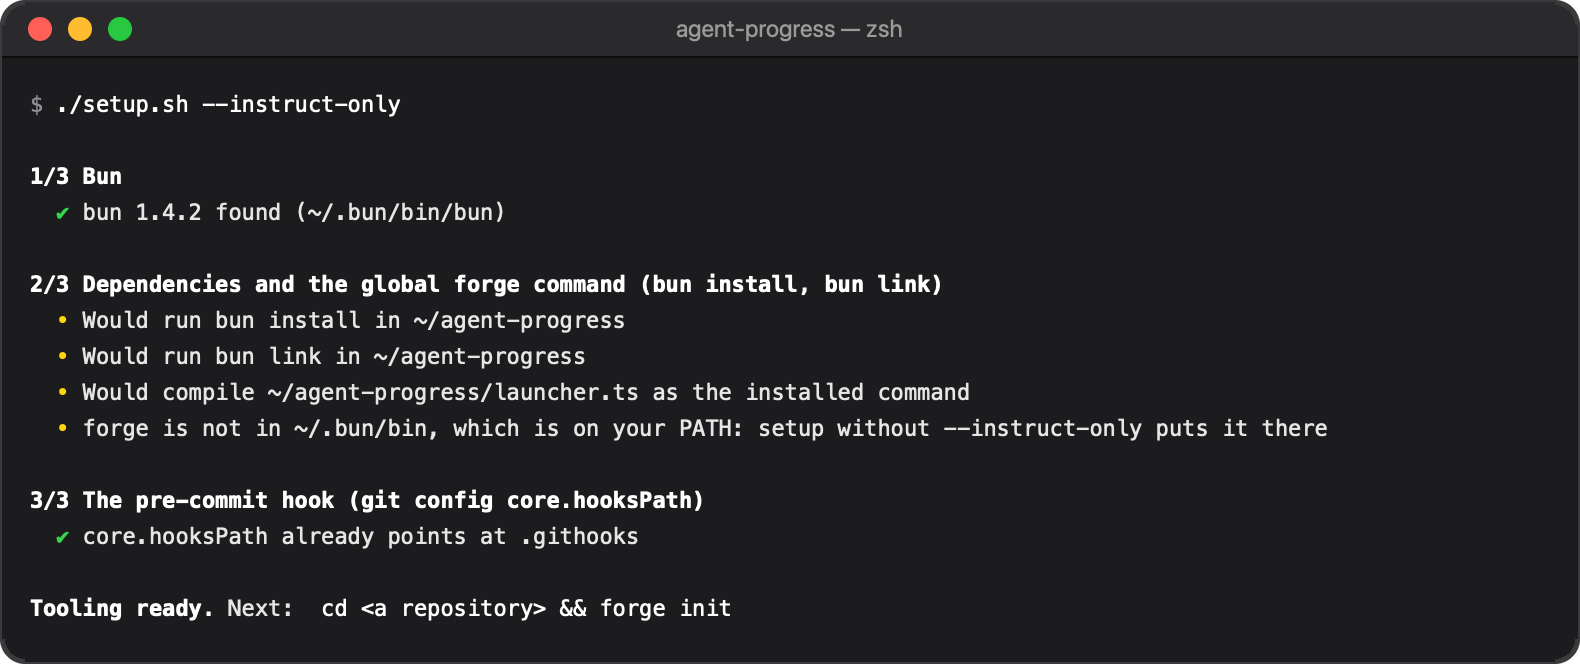 agent-progress — zsh
$ ./setup.sh --instruct-only
1/3 Bun
✔ bun 1.4.2 found (~/.bun/bin/bun)
2/3 Dependencies and the global forge command (bun install, bun link)
• Would run bun install in ~/agent-progress
• Would run bun link in ~/agent-progress
• Would compile ~/agent-progress/launcher.ts as the installed command
• forge is not in ~/.bun/bin, which is on your PATH: setup without --instruct-only puts it there
3/3 The pre-commit hook (git config core.hooksPath)
✔ core.hooksPath already points at .githooks
Tooling ready. Next:  cd <a repository> && forge init